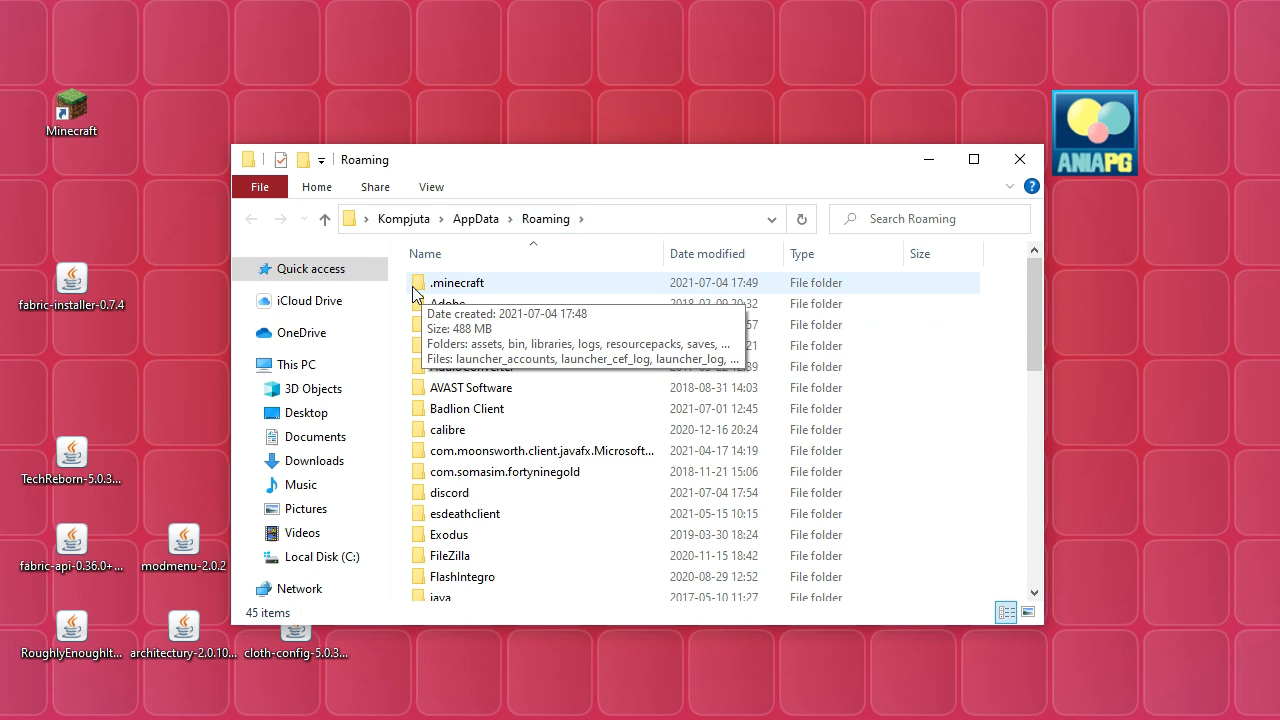 Minecraft
ANIAPG
Roaming
File
Home
Share
View
Kompjuta
AppData
Roaming
Search Roaming
Name
Date modified
Type
Size
Quick access
iCloud Drive
OneDrive
This PC
3D Objects
Desktop
Documents
Downloads
Music
Pictures
Videos
Local Disk (C:)
Network
.minecraft 2021-07-04 17:49 File folder
Adobe 2018-02-09 20:32 File folder
Date created: 2021-07-04 17:48
Size: 488 MB
Folders: assets, bin, libraries, logs, resourcepacks, saves, ...
Files: launcher_accounts, launcher_cef_log, launcher_log, ...
File folder
File folder
File folder
AVAST Software 2018-08-31 14:03 File folder
Badlion Client 2021-07-01 12:45 File folder
calibre 2020-12-16 20:24 File folder
com.moonsworth.client.javafx.Microsoft... 2021-04-17 14:19 File folder
com.somasim.fortyninegold 2018-11-21 15:06 File folder
discord 2021-07-04 17:54 File folder
esdeathclient 2021-05-15 10:15 File folder
Exodus 2019-03-30 18:24 File folder
FileZilla 2020-11-15 18:42 File folder
FlashIntegro 2020-08-29 12:52 File folder
java 2017-05-10 11:27 File folder
45 items
fabric-installer-0.7.4
TechReborn-5.0.3...
fabric-api-0.36.0+...
modmenu-2.0.2
RoughlyEnoughIt...
architectury-2.0.10...
cloth-config-5.0.3...